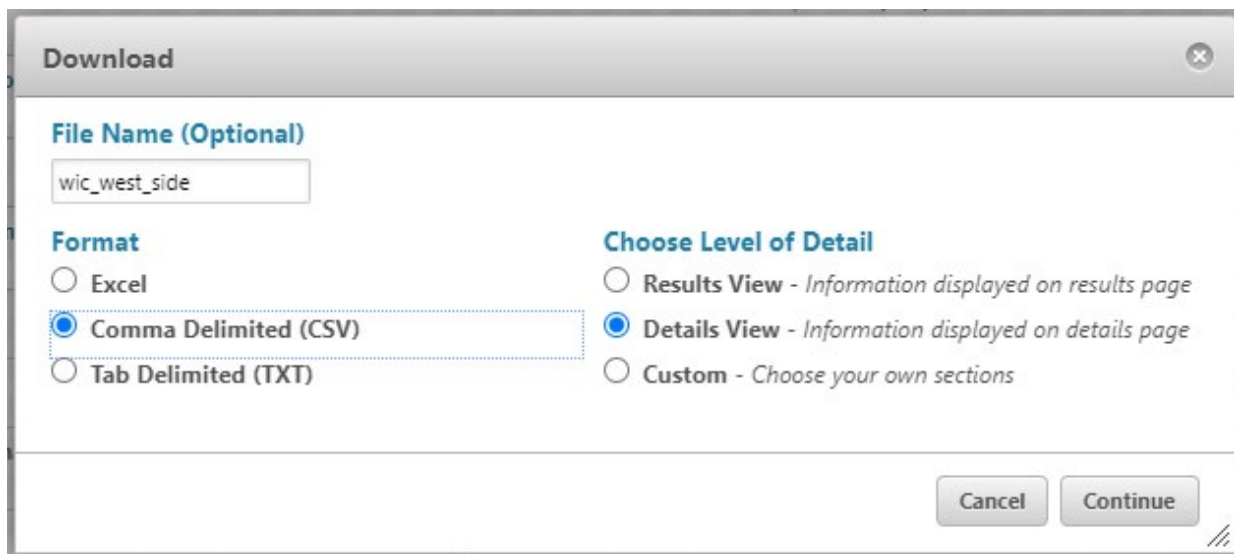 Download
File Name (Optional)
wic_west_side
Format
Excel
Comma Delimited (CSV)
Tab Delimited (TXT)
Choose Level of Detail
Results View - Information displayed on results page
Details View - Information displayed on details page
Custom - Choose your own sections
Cancel
Continue